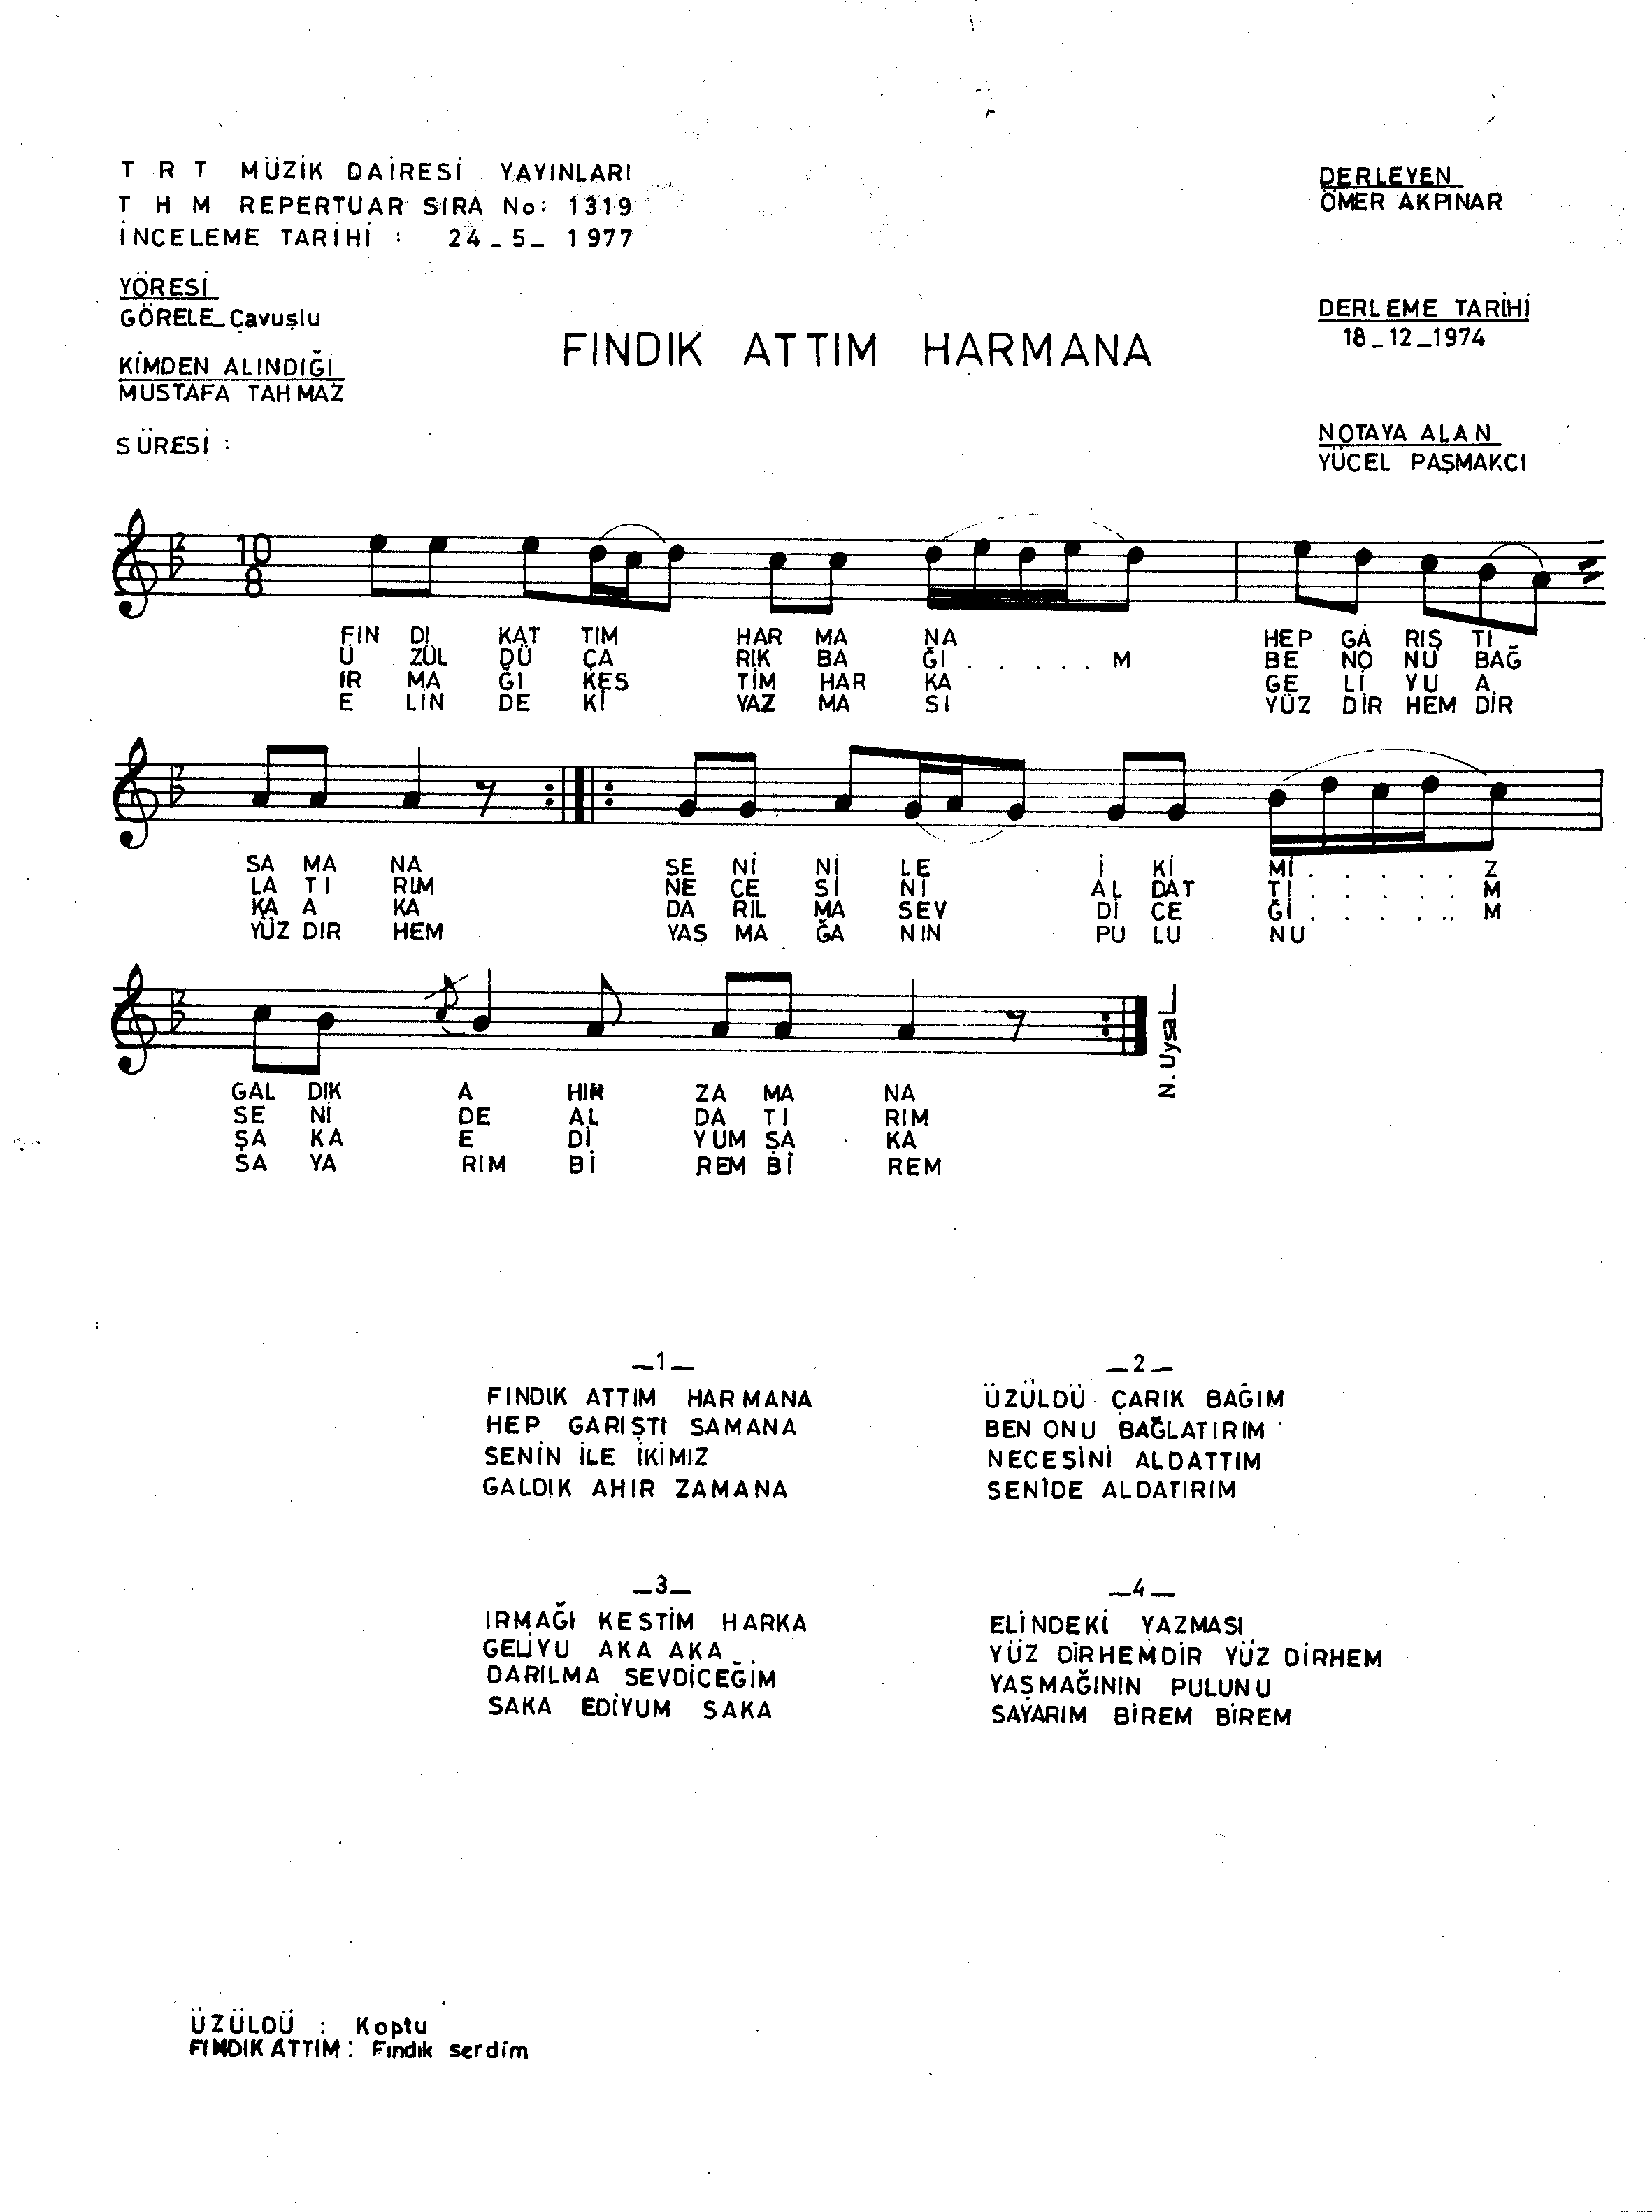 T R T MÜZİK DAİRESİ YAYINLARI
T H M REPERTUAR SIRA No: 1319
İNCELEME TARİHİ : 24_5_ 1977
DERLEYEN
ÖMER AKPINAR
YÖRESİ
GÖRELE_Çavuşlu
DERLEME TARİHİ
18_12_1974
FINDIK ATTIM HARMANA
KİMDEN ALINDIĞI
MUSTAFA TAHMAZ
SÜRESİ :
NOTAYA ALAN
YÜCEL PAŞMAKCI
10
8
FIN DI KAT TIM HAR MA NA HEP GA RIŞ TI
Ü ZÜL DÜ ÇA RIK BA ĞI . . . . . . M BE NO NU BAĞ
IR MA ĞI KES TİM HAR KA GE Lİ YU A
E LİN DE Kİ YAZ MA SI YÜZ DİR HEM DİR
SA MA NA SE Nİ Nİ LE İ Kİ Mİ . . . . . . Z
LA TI RIM NE CE Sİ Nİ AL DAT TI . . . . . . M
KA A KA DA RIL MA SEV Dİ CE Ğİ . . . . . . M
YÜZ DİR HEM YAŞ MA ĞA NIN PU LU NU
GAL DIK A HIR ZA MA NA
SE Nİ DE AL DA TI RIM
ŞA KA E Dİ YUM ŞA KA
SA YA RIM Bİ REM Bİ REM
N. Uysal
_1_
FINDIK ATTIM HARMANA
HEP GARIŞTI SAMANA
SENİN İLE İKİMIZ
GALDIK AHIR ZAMANA
_2_
ÜZÜLDÜ ÇARIK BAĞIM
BEN ONU BAĞLATIRIM
NECESİNİ ALDATTIM
SENİDE ALDATIRIM
_3_
IRMAĞI KESTİM HARKA
GELİYU AKA AKA
DARILMA SEVDİCEĞİM
SAKA EDİYUM SAKA
_4_
ELİNDEKİ YAZMASI
YÜZ DİRHEMDİR YÜZ DİRHEM
YAŞMAĞININ PULUNU
SAYARIM BİREM BİREM
ÜZÜLDÜ : Koptu
FINDIK ATTIM : Fındık serdim